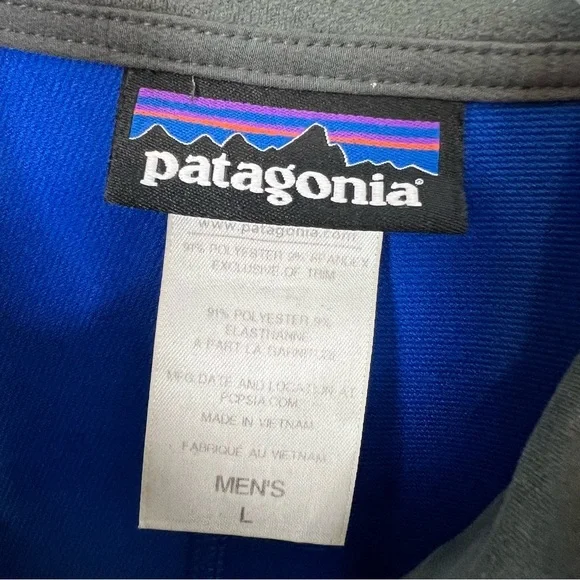 patagonia®
www.patagonia.com
91% POLYESTER 9% SPANDEX
EXCLUSIVE OF TRIM
91% POLYESTER 9%
ELASTHANNE
A PART LA GARNITURE
MFG DATE AND LOCATION AT
PCPSIA.COM
MADE IN VIETNAM
FABRIQUÉ AU VIETNAM
MEN'S
L